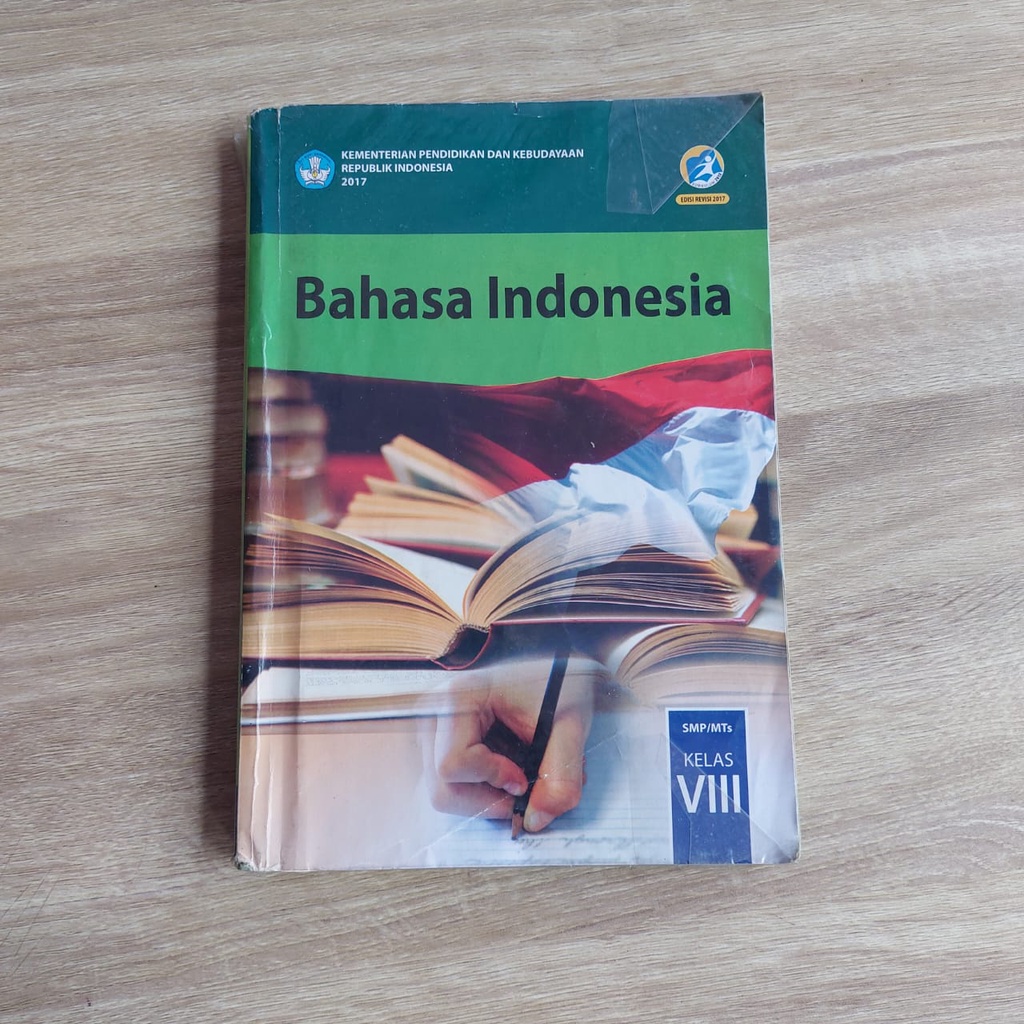 KEMENTERIAN PENDIDIKAN DAN KEBUDAYAAN
REPUBLIK INDONESIA
2017
EDISI REVISI 2017
Bahasa Indonesia
SMP/MTs
KELAS
VIII